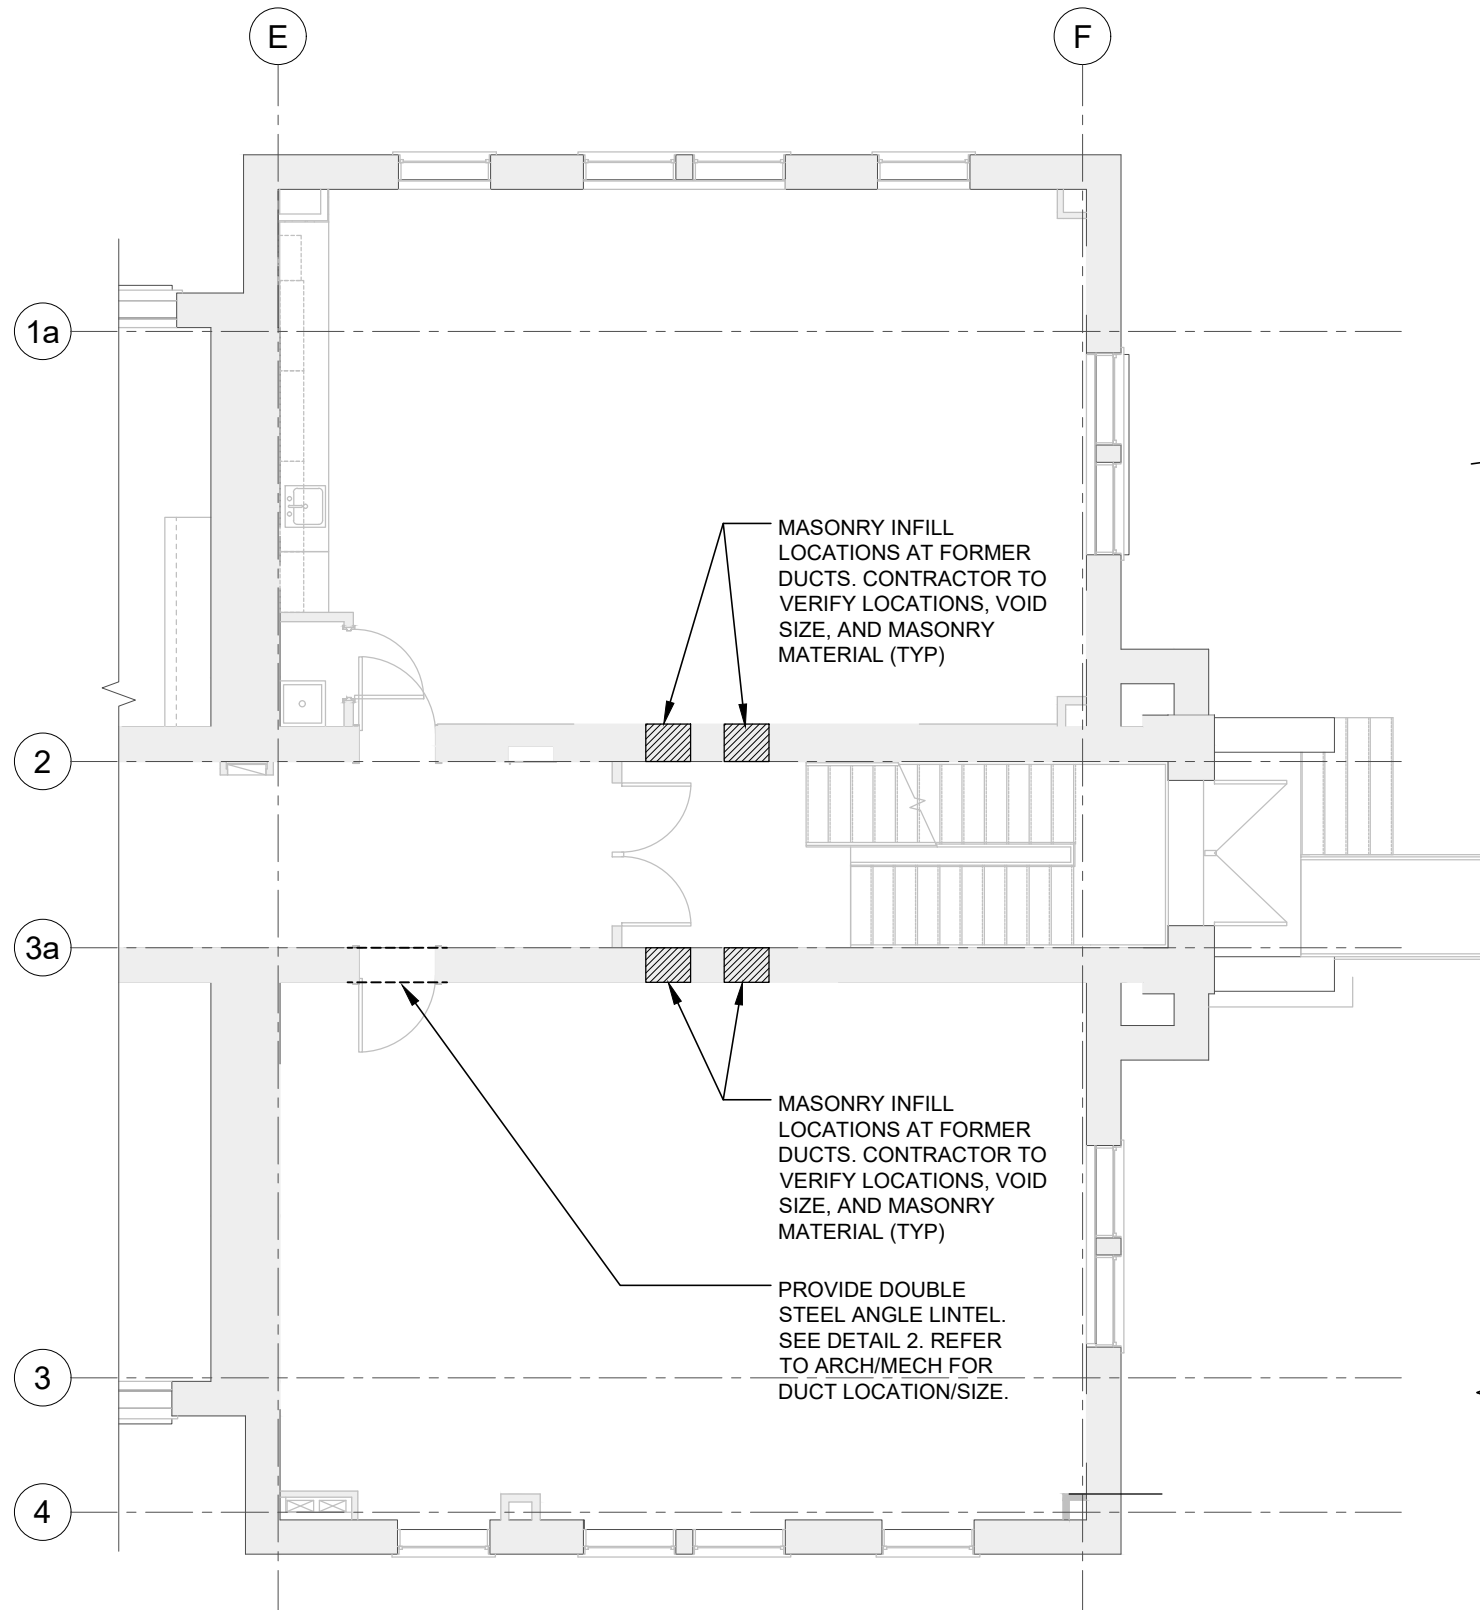 E
F
1a
MASONRY INFILL
LOCATIONS AT FORMER
DUCTS. CONTRACTOR TO
VERIFY LOCATIONS, VOID
SIZE, AND MASONRY
MATERIAL (TYP)
2
3a
MASONRY INFILL
LOCATIONS AT FORMER
DUCTS. CONTRACTOR TO
VERIFY LOCATIONS, VOID
SIZE, AND MASONRY
MATERIAL (TYP)
PROVIDE DOUBLE
STEEL ANGLE LINTEL.
SEE DETAIL 2. REFER
TO ARCH/MECH FOR
DUCT LOCATION/SIZE.
3
4